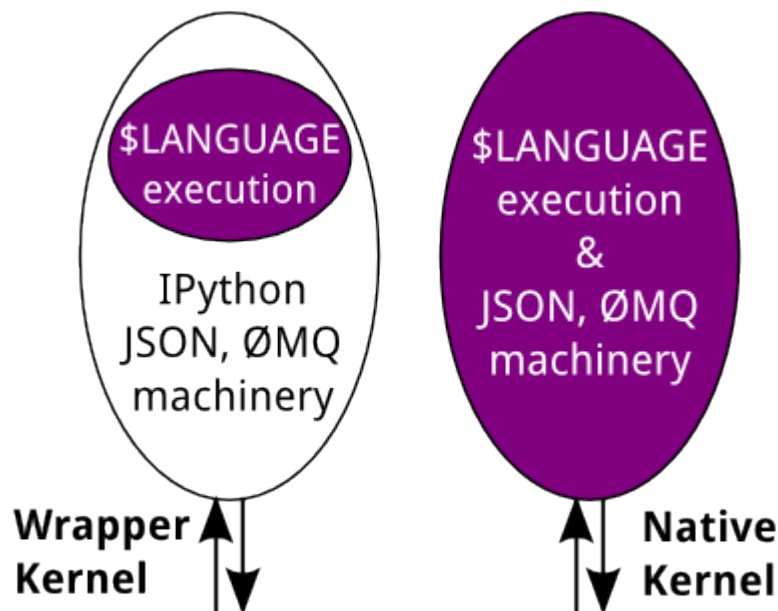 $LANGUAGE
execution
IPython
JSON, ØMQ
machinery
Wrapper
Kernel
$LANGUAGE
execution
&
JSON, ØMQ
machinery
Native
Kernel